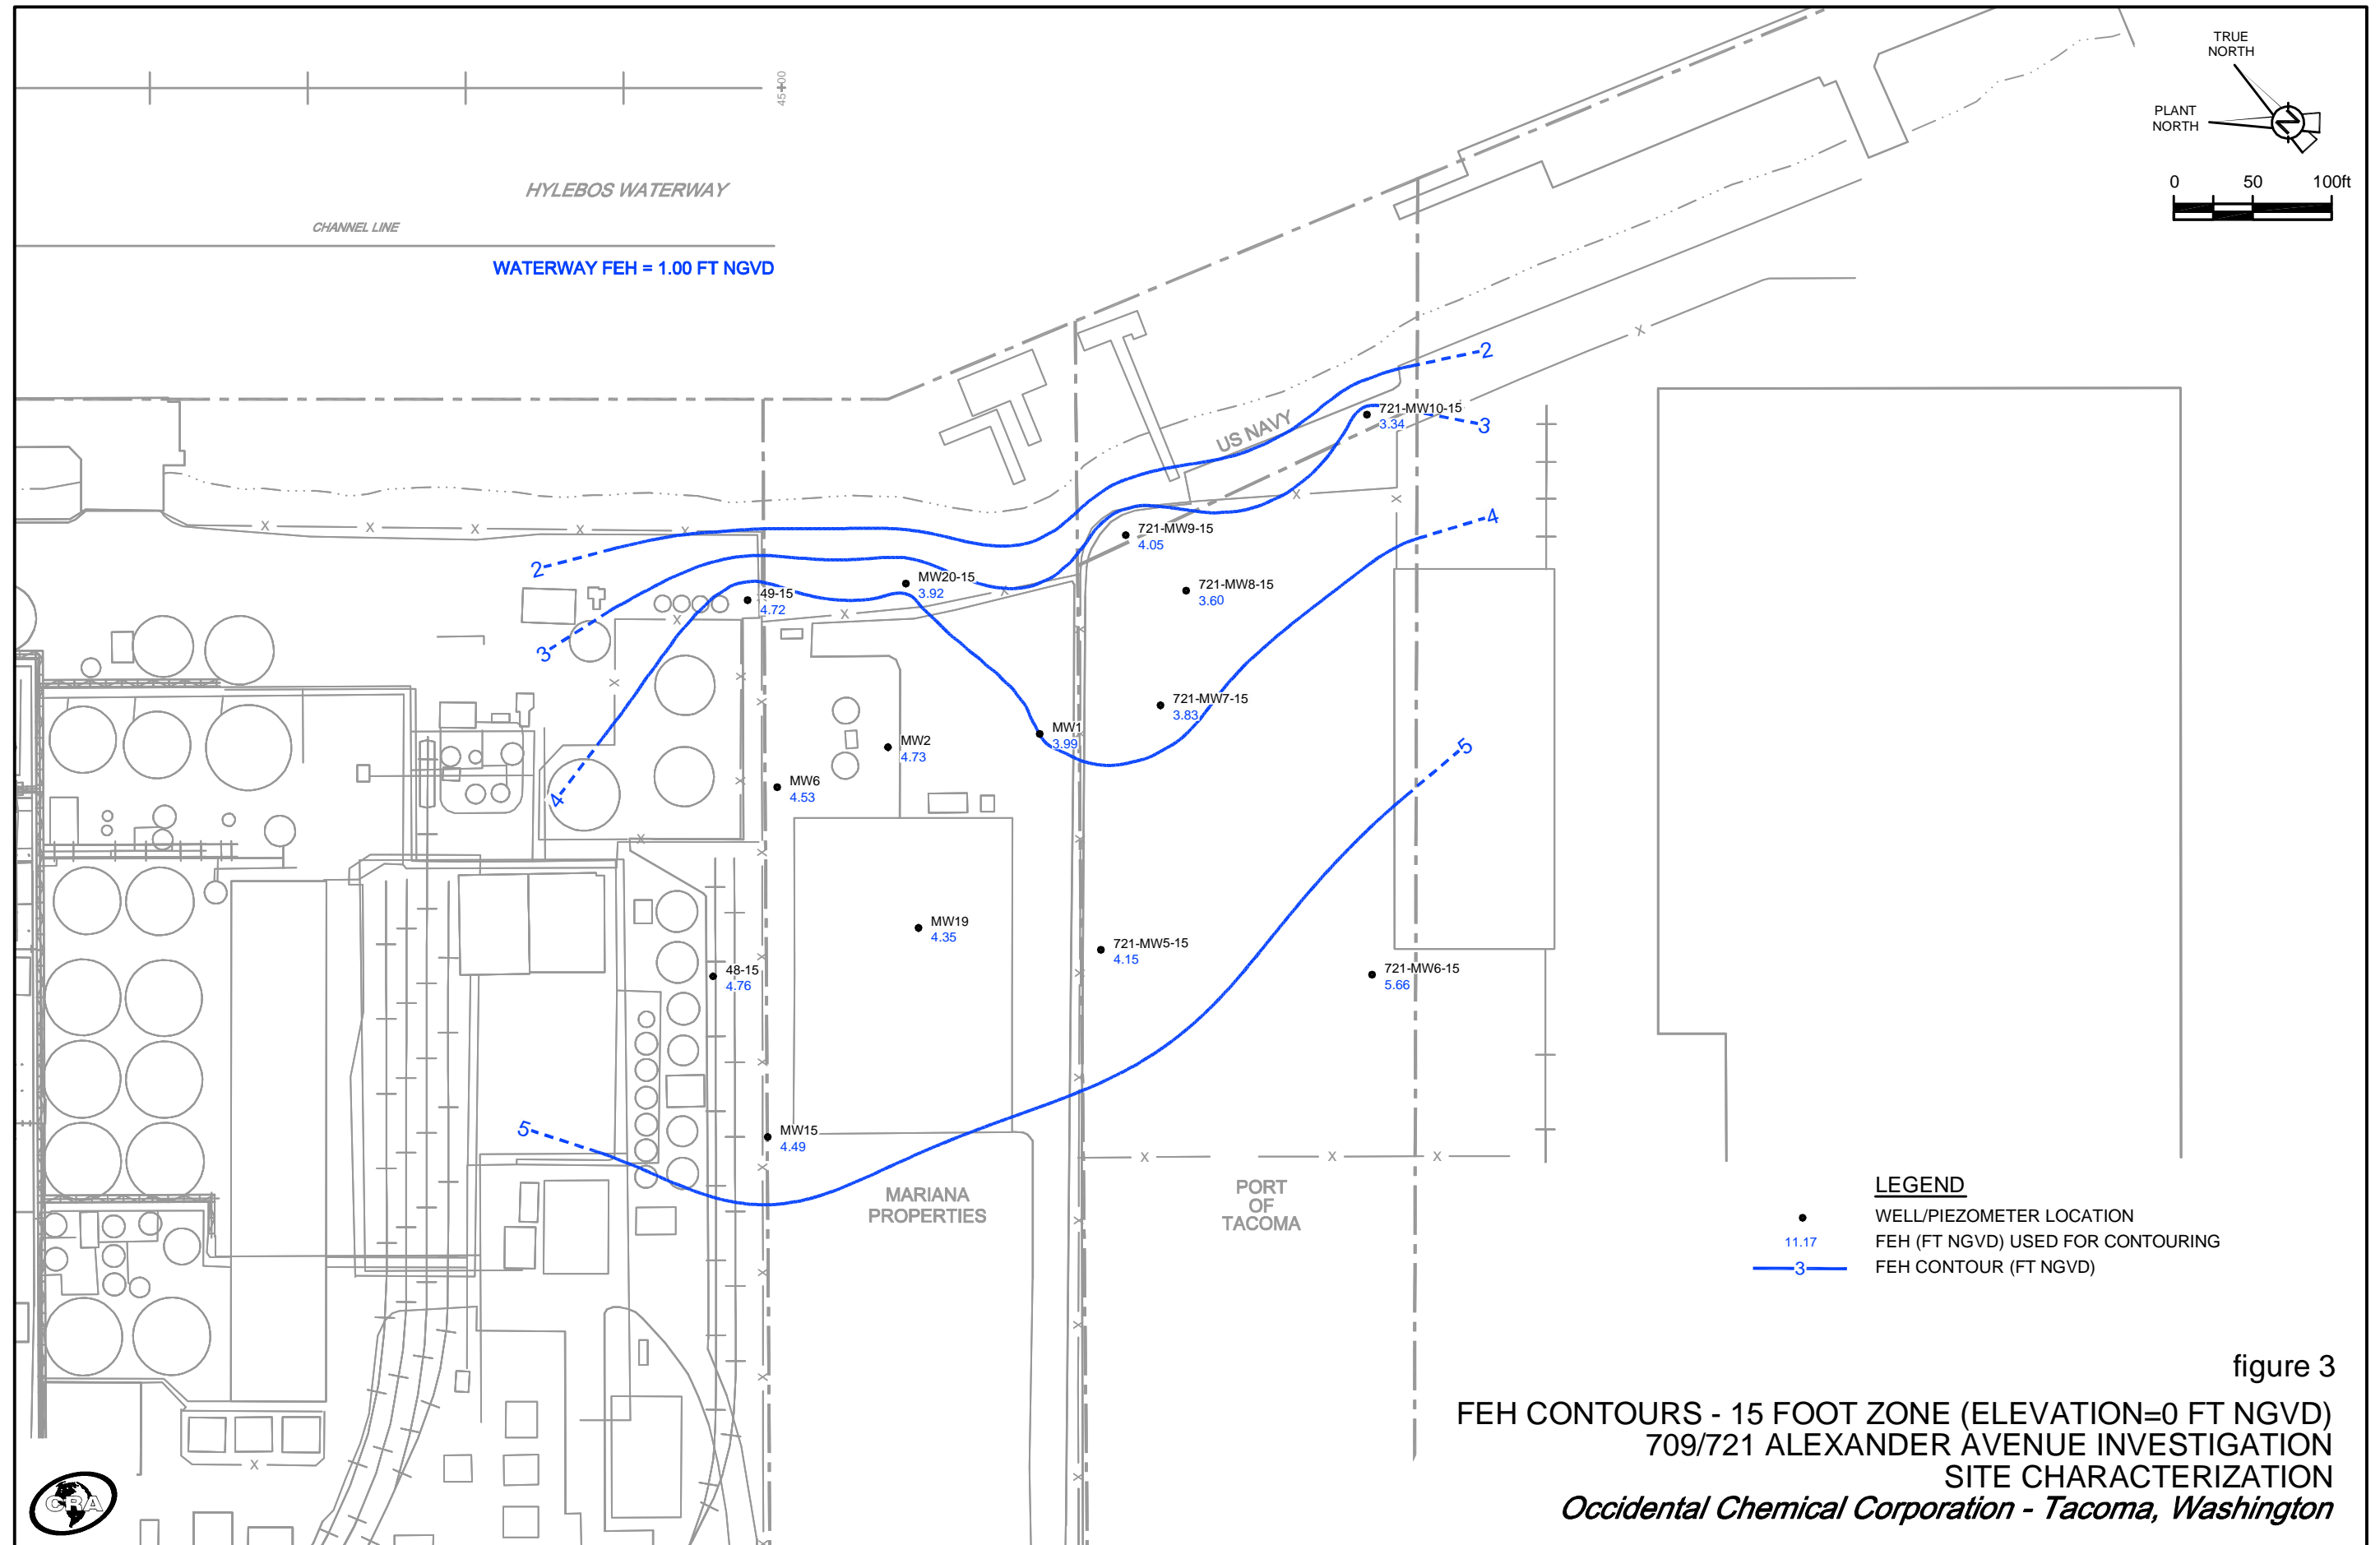 TRUE
NORTH
PLANT
NORTH
N
0 50 100ft
45+00
HYLEBOS WATERWAY
CHANNEL LINE
WATERWAY FEH = 1.00 FT NGVD
2
721-MW10-15
3.34
3
US NAVY
4
721-MW9-15
4.05
2
MW20-15
3.92
721-MW8-15
3.60
49-15
4.72
3
721-MW7-15
3.83
MW1
3.99
MW2
4.73
5
MW6
4.53
4
MW19
4.35
721-MW5-15
4.15
48-15
4.76
721-MW6-15
5.66
5
MW15
4.49
MARIANA
PROPERTIES
PORT
OF
TACOMA
LEGEND
WELL/PIEZOMETER LOCATION
11.17 FEH (FT NGVD) USED FOR CONTOURING
3 FEH CONTOUR (FT NGVD)
figure 3
FEH CONTOURS - 15 FOOT ZONE (ELEVATION=0 FT NGVD)
709/721 ALEXANDER AVENUE INVESTIGATION
SITE CHARACTERIZATION
Occidental Chemical Corporation - Tacoma, Washington
CRA